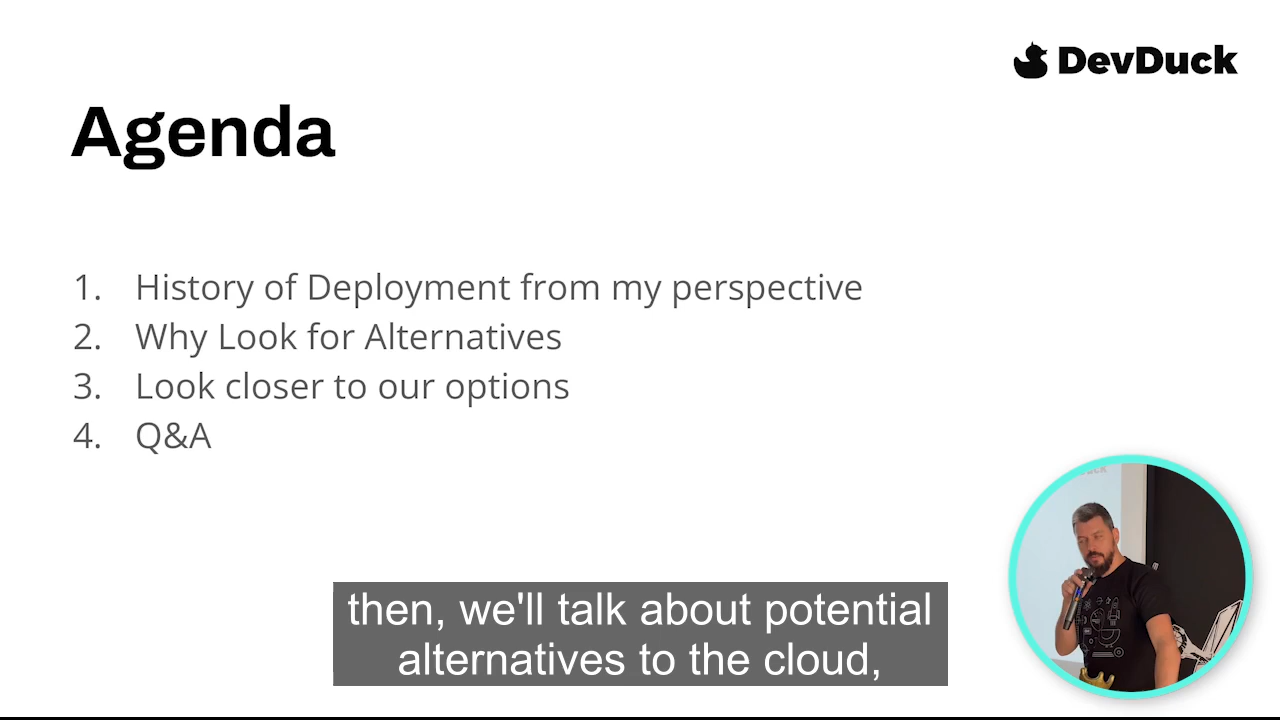 DevDuck
Agenda
1. History of Deployment from my perspective
2. Why Look for Alternatives
3. Look closer to our options
4. Q&A
then, we'll talk about potential
alternatives to the cloud,